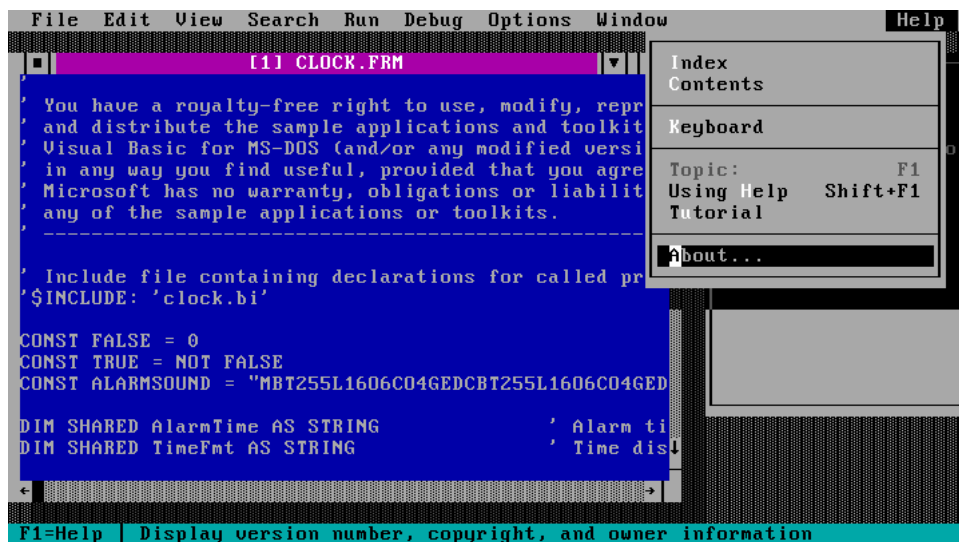 File Edit View Search Run Debug Options Window Help
[1] CLOCK.FRM
'
' You have a royalty-free right to use, modify, repr
' and distribute the sample applications and toolkit
' Visual Basic for MS-DOS (and/or any modified versi
' in any way you find useful, provided that you agre
' Microsoft has no warranty, obligations or liabilit
' any of the sample applications or toolkits.
' --------------------------------------------------
' Include file containing declarations for called pr
'$INCLUDE: 'clock.bi'
CONST FALSE = 0
CONST TRUE = NOT FALSE
CONST ALARMSOUND = "MBT255L16O6CO4GEDCBT255L16O6CO4GED
DIM SHARED AlarmTime AS STRING ' Alarm ti
DIM SHARED TimeFmt AS STRING ' Time dis
Index
Contents
Keyboard
Topic: F1
Using Help Shift+F1
Tutorial
About...
F1=Help | Display version number, copyright, and owner information